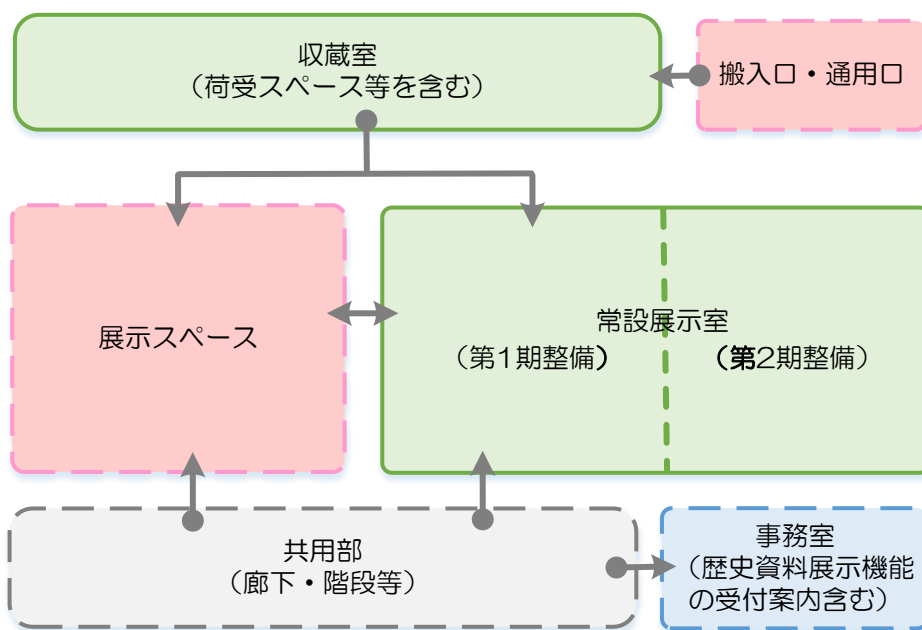 収蔵室
（荷受スペース等を含む）
搬入口・通用口
展示スペース
常設展示室
（第1期整備）
（第2期整備）
共用部
（廊下・階段等）
事務室
（歴史資料展示機能
の受付案内含む）